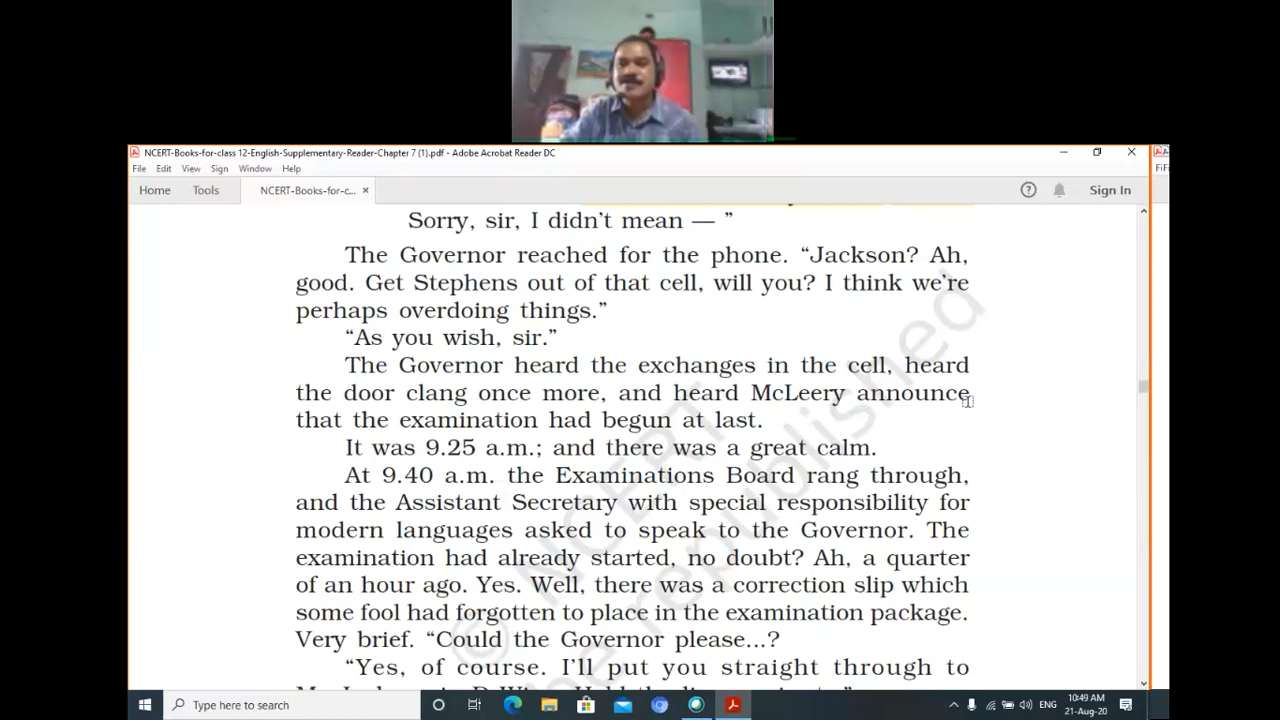 NCERT-Books-for-class 12-English-Supplementary-Reader-Chapter 7 (1).pdf - Adobe Acrobat Reader DC
File Edit View Sign Window Help
Home Tools NCERT-Books-for-c... × Sign In
FiFi
Sorry, sir, I didn't mean — ”
The Governor reached for the phone. “Jackson? Ah,
good. Get Stephens out of that cell, will you? I think we're
perhaps overdoing things.”
“As you wish, sir.”
The Governor heard the exchanges in the cell, heard
the door clang once more, and heard McLeery announce
that the examination had begun at last.
It was 9.25 a.m.; and there was a great calm.
At 9.40 a.m. the Examinations Board rang through,
and the Assistant Secretary with special responsibility for
modern languages asked to speak to the Governor. The
examination had already started, no doubt? Ah, a quarter
of an hour ago. Yes. Well, there was a correction slip which
some fool had forgotten to place in the examination package.
Very brief. “Could the Governor please...?
“Yes, of course. I'll put you straight through to
© NCERT
be republished
Type here to search
ENG
10:49 AM
21-Aug-20